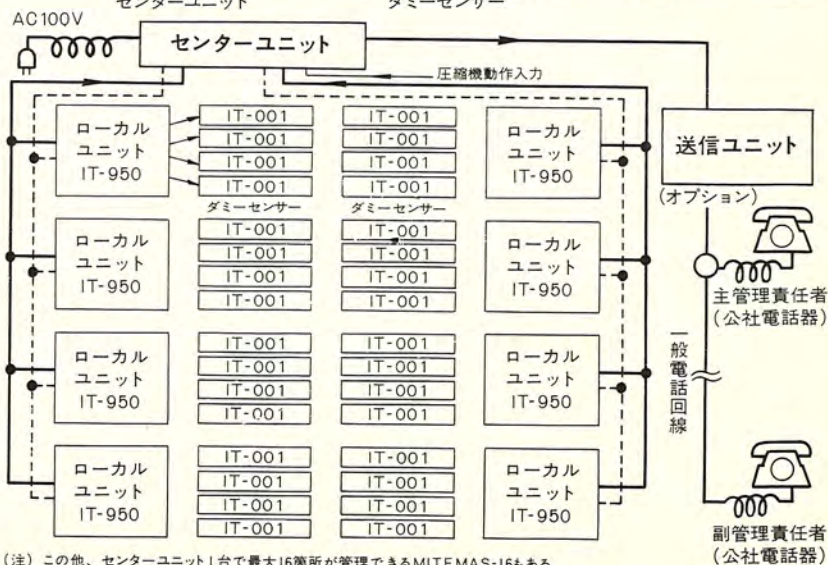 センターユニット
ダミーセンサー
AC100V
センターユニット
圧縮機動作入力
ローカル
ユニット
IT-950
IT-001
IT-001
IT-001
IT-001
ダミーセンサー
IT-001
IT-001
IT-001
IT-001
ダミーセンサー
ローカル
ユニット
IT-950
ローカル
ユニット
IT-950
IT-001
IT-001
IT-001
IT-001
IT-001
IT-001
IT-001
IT-001
ローカル
ユニット
IT-950
ローカル
ユニット
IT-950
IT-001
IT-001
IT-001
IT-001
IT-001
IT-001
IT-001
IT-001
ローカル
ユニット
IT-950
ローカル
ユニット
IT-950
IT-001
IT-001
IT-001
IT-001
IT-001
IT-001
IT-001
IT-001
ローカル
ユニット
IT-950
送信ユニット
(オプション)
主管理責任者
(公社電話器)
一般電話回線
副管理責任者
(公社電話器)
(注) この他、センターユニット1台で最大16箇所が管理できるMITEMAS-16もある